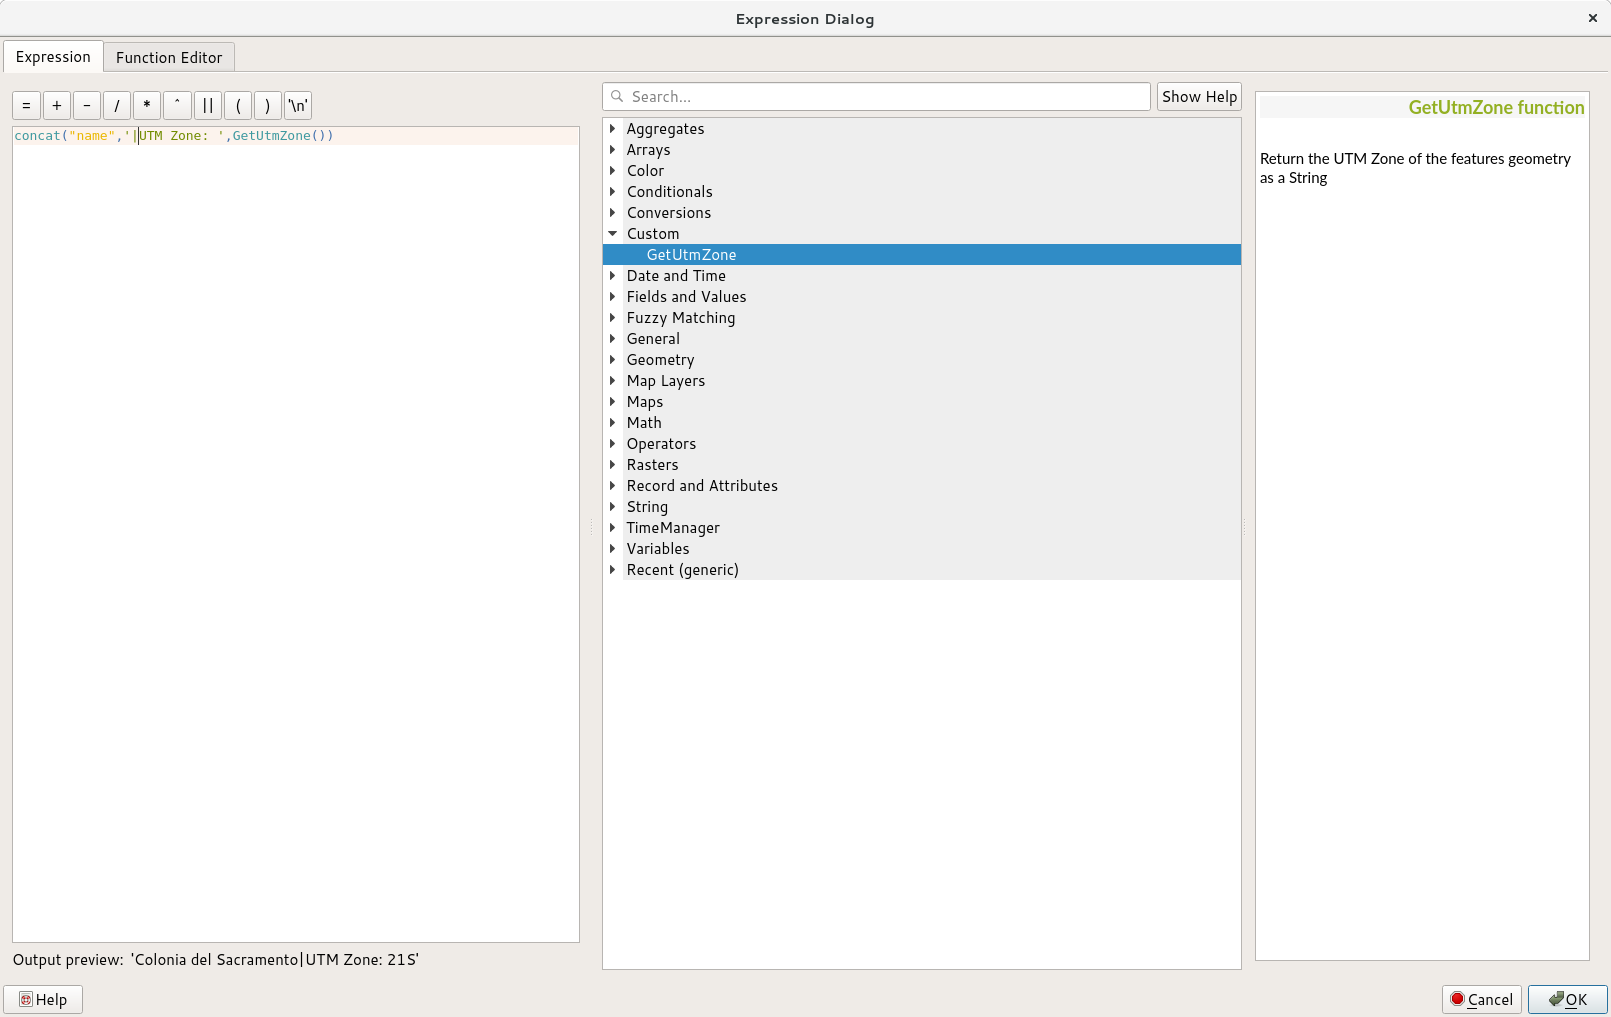 Expression Dialog
Expression
Function Editor
= + - / * ^ || ( ) '\n'
concat("name",'|UTM Zone: ',GetUtmZone())
Output preview: 'Colonia del Sacramento|UTM Zone: 21S'
Search...
Show Help
Aggregates
Arrays
Color
Conditionals
Conversions
Custom
GetUtmZone
Date and Time
Fields and Values
Fuzzy Matching
General
Geometry
Map Layers
Maps
Math
Operators
Rasters
Record and Attributes
String
TimeManager
Variables
Recent (generic)
GetUtmZone function
Return the UTM Zone of the features geometry
as a String
Help
Cancel
OK